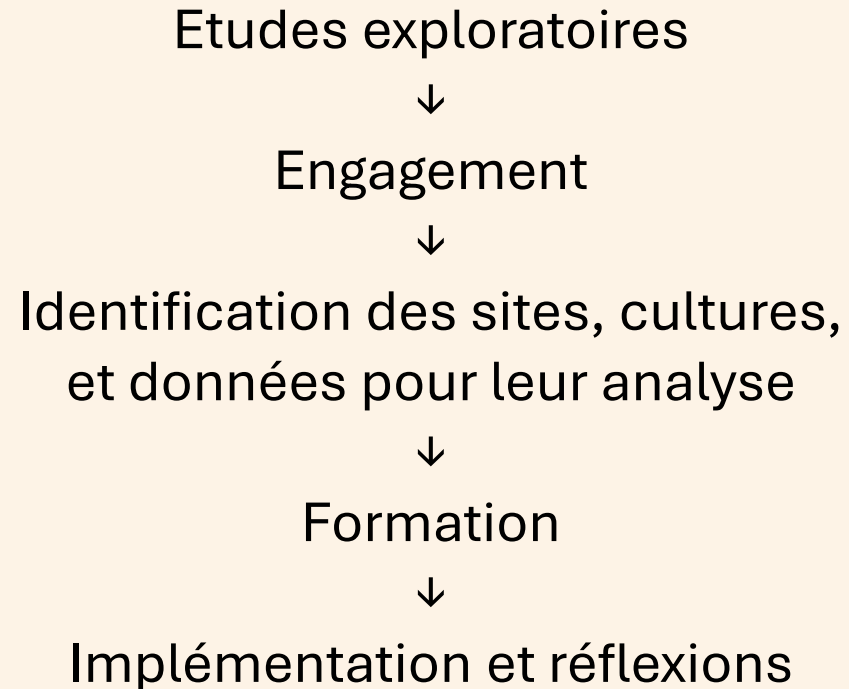 Etudes exploratoires
↓
Engagement
↓
Identification des sites, cultures,
et données pour leur analyse
↓
Formation
↓
Implémentation et réflexions